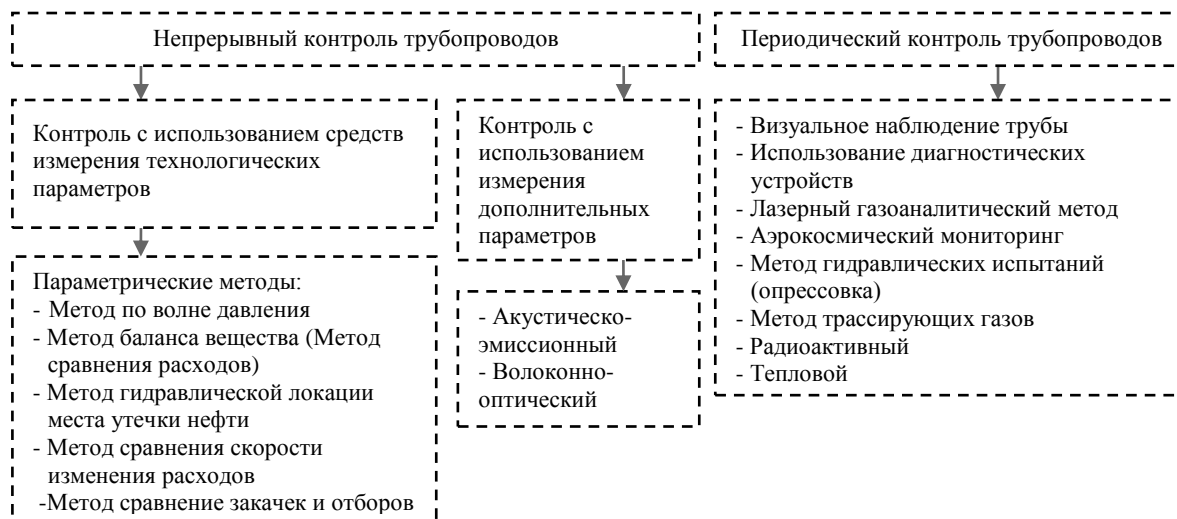 Непрерывный контроль трубопроводов
Периодический контроль трубопроводов
Контроль с использованием средств
измерения технологических
параметров
Контроль с
использованием
измерения
дополнительных
параметров
- Визуальное наблюдение трубы
- Использование диагностических
устройств
- Лазерный газоаналитический метод
- Аэрокосмический мониторинг
- Метод гидравлических испытаний
(опрессовка)
- Метод трассирующих газов
- Радиоактивный
- Тепловой
Параметрические методы:
- Метод по волне давления
- Метод баланса вещества (Метод
сравнения расходов)
- Метод гидравлической локации
места утечки нефти
- Метод сравнения скорости
изменения расходов
-Метод сравнение закачек и отборов
- Акустическо-
эмиссионный
- Волоконно-
оптический